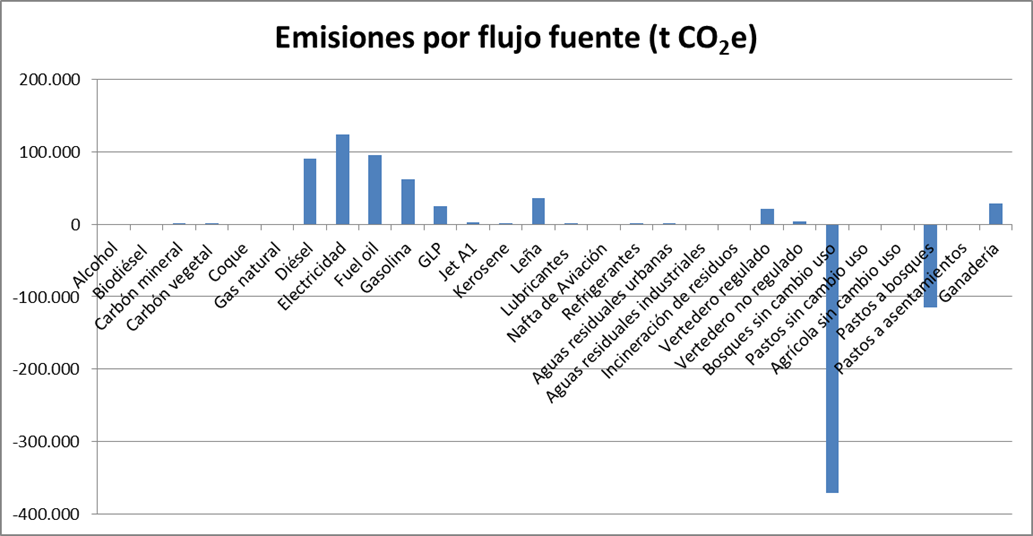 Emisiones por flujo fuente (t CO₂e)
200.000
100.000
0
-100.000
-200.000
-300.000
-400.000
Alcohol
Biodiésel
Carbón mineral
Carbón vegetal
Coque
Gas natural
Diésel
Electricidad
Fuel oil
Gasolina
GLP
Jet A1
Kerosene
Leña
Lubricantes
Nafta de Aviación
Refrigerantes
Aguas residuales urbanas
Aguas residuales industriales
Incineración de residuos
Vertedero regulado
Vertedero no regulado
Bosques sin cambio uso
Pastos sin cambio uso
Agrícola sin cambio uso
Pastos a bosques
Pastos a asentamientos
Ganadería